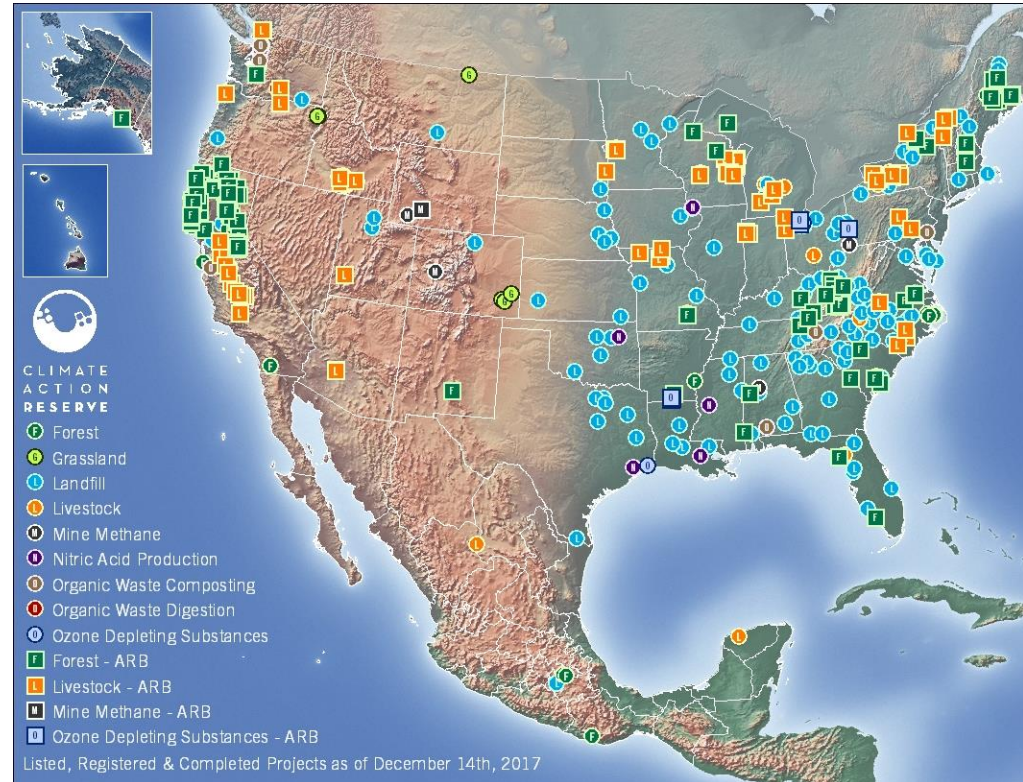 CLIMATE
ACTION
RESERVE
Forest
Grassland
Landfill
Livestock
Mine Methane
Nitric Acid Production
Organic Waste Composting
Organic Waste Digestion
Ozone Depleting Substances
Forest - ARB
Livestock - ARB
Mine Methane - ARB
Ozone Depleting Substances - ARB
Listed, Registered & Completed Projects as of December 14th, 2017